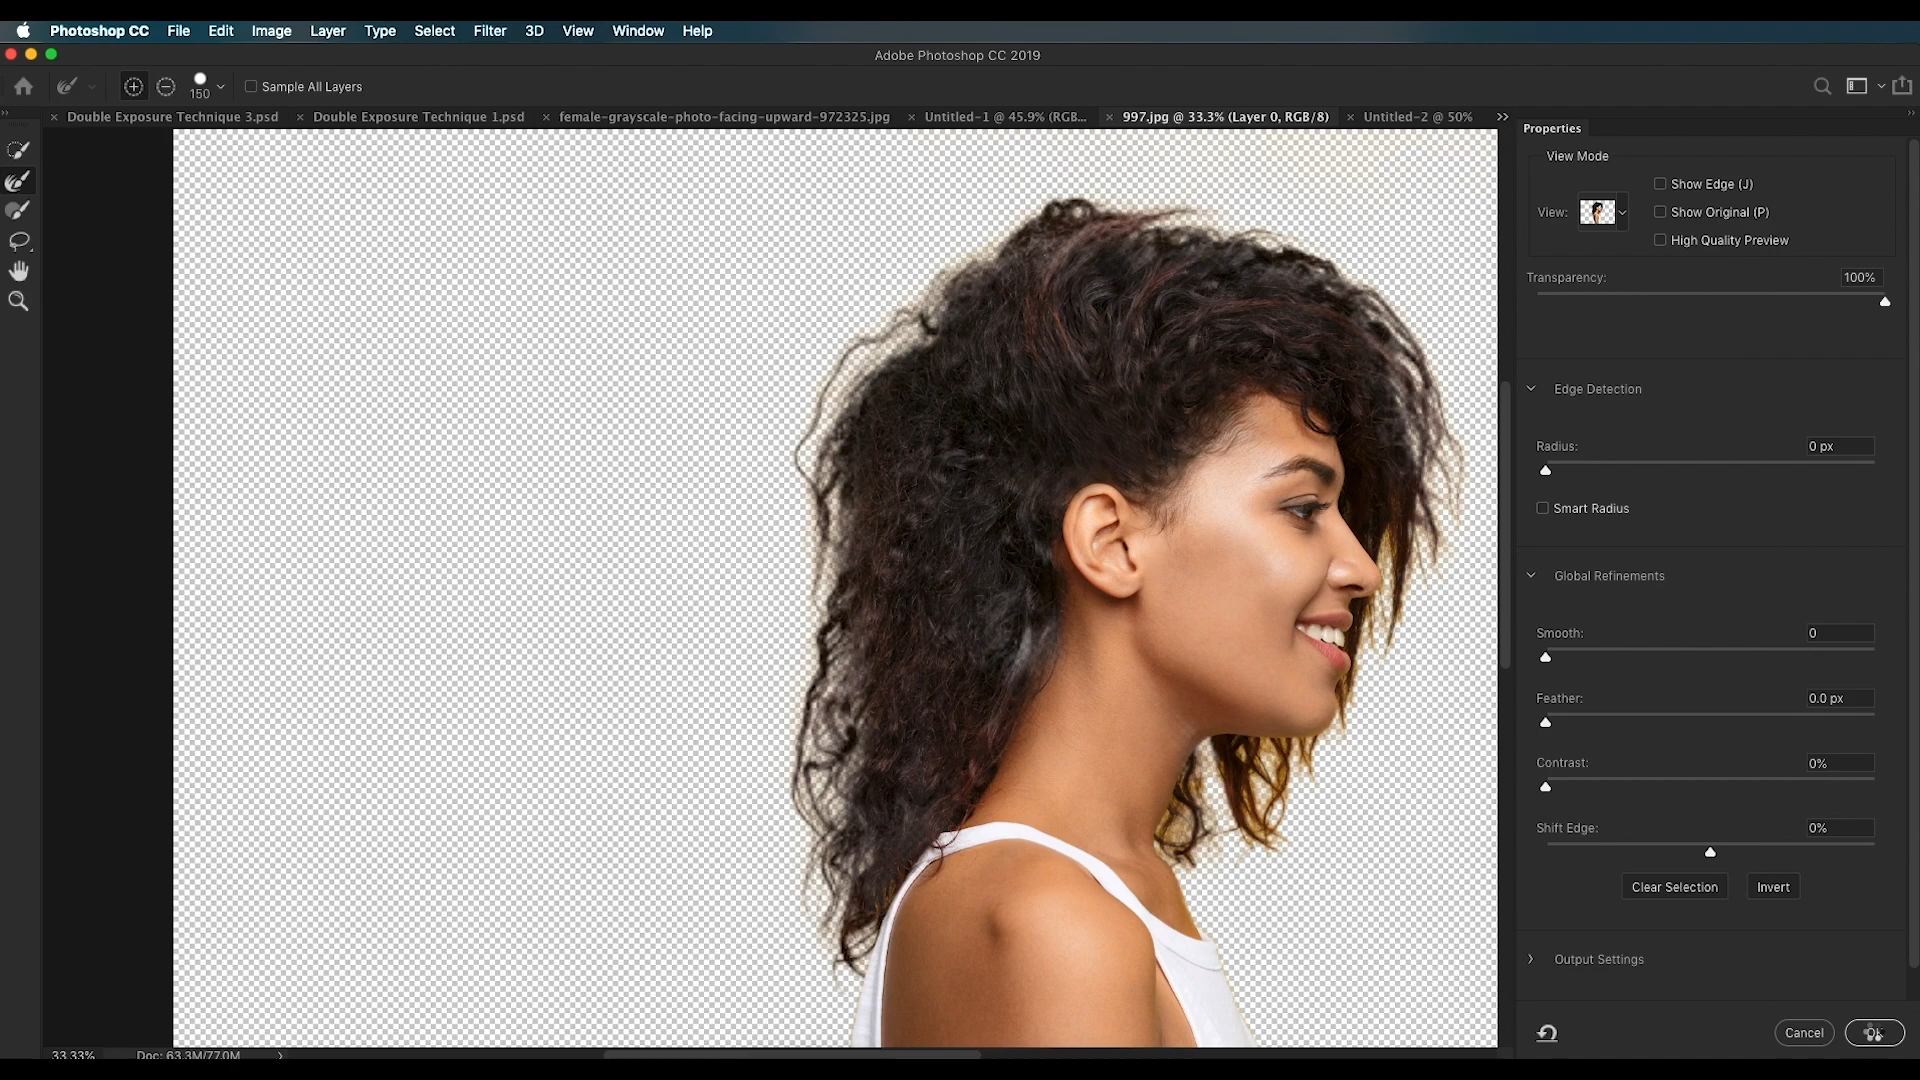 Photoshop CC File Edit Image Layer Type Select Filter 3D View Window Help
Adobe Photoshop CC 2019
150 Sample All Layers
Double Exposure Technique 3.psd Double Exposure Technique 1.psd female-grayscale-photo-facing-upward-972325.jpg Untitled-1 @ 45.9% (RGB... 997.jpg @ 33.3% (Layer 0, RGB/8) Untitled-2 @ 50%
Properties
View Mode
Show Edge (J)
View:
Show Original (P)
High Quality Preview
Transparency: 100%
Edge Detection
Radius: 0 px
Smart Radius
Global Refinements
Smooth: 0
Feather: 0.0 px
Contrast: 0%
Shift Edge: 0%
Clear Selection Invert
Output Settings
Cancel OK
33.33% Doc: 63.3M/77.0M